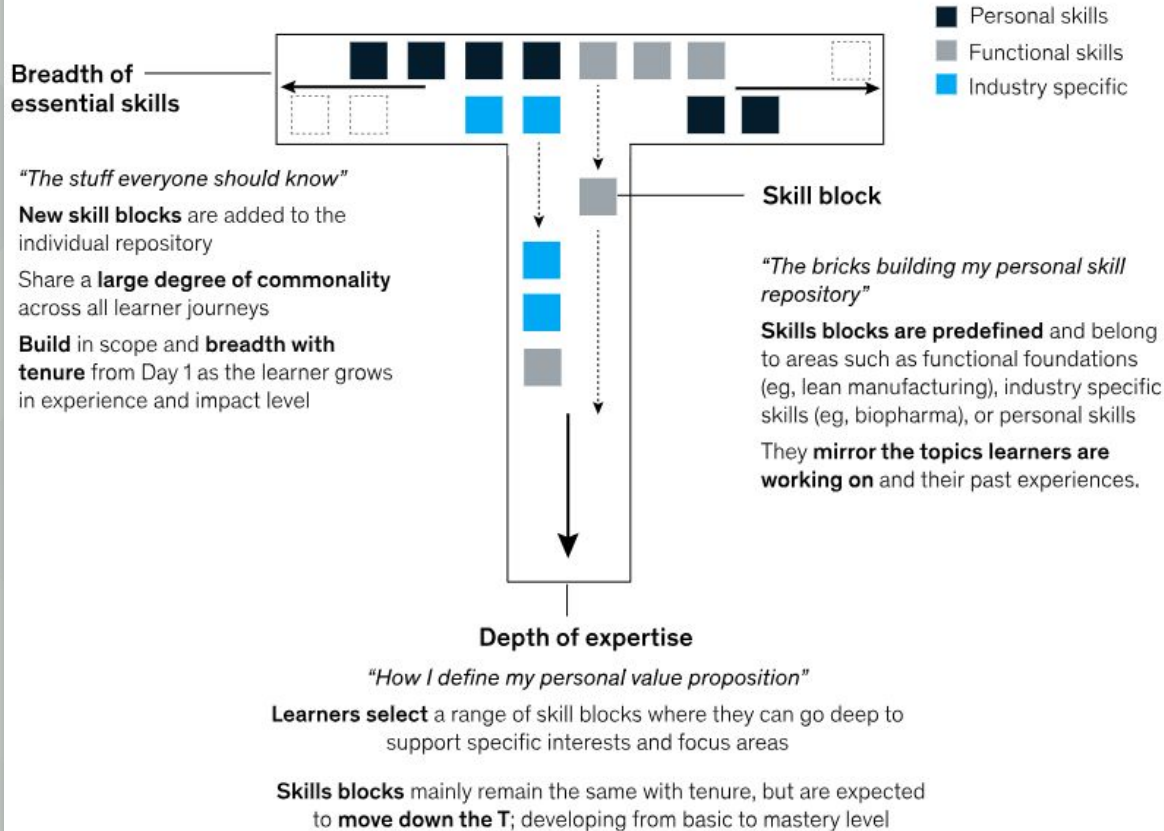 Personal skills
Functional skills
Industry specific
Breadth of
essential skills
"The stuff everyone should know"
New skill blocks are added to the
individual repository
Share a large degree of commonality
across all learner journeys
Build in scope and breadth with
tenure from Day 1 as the learner grows
in experience and impact level
Skill block
"The bricks building my personal skill
repository"
Skills blocks are predefined and belong
to areas such as functional foundations
(eg, lean manufacturing), industry specific
skills (eg, biopharma), or personal skills
They mirror the topics learners are
working on and their past experiences.
Depth of expertise
"How I define my personal value proposition"
Learners select a range of skill blocks where they can go deep to
support specific interests and focus areas
Skills blocks mainly remain the same with tenure, but are expected
to move down the T; developing from basic to mastery level